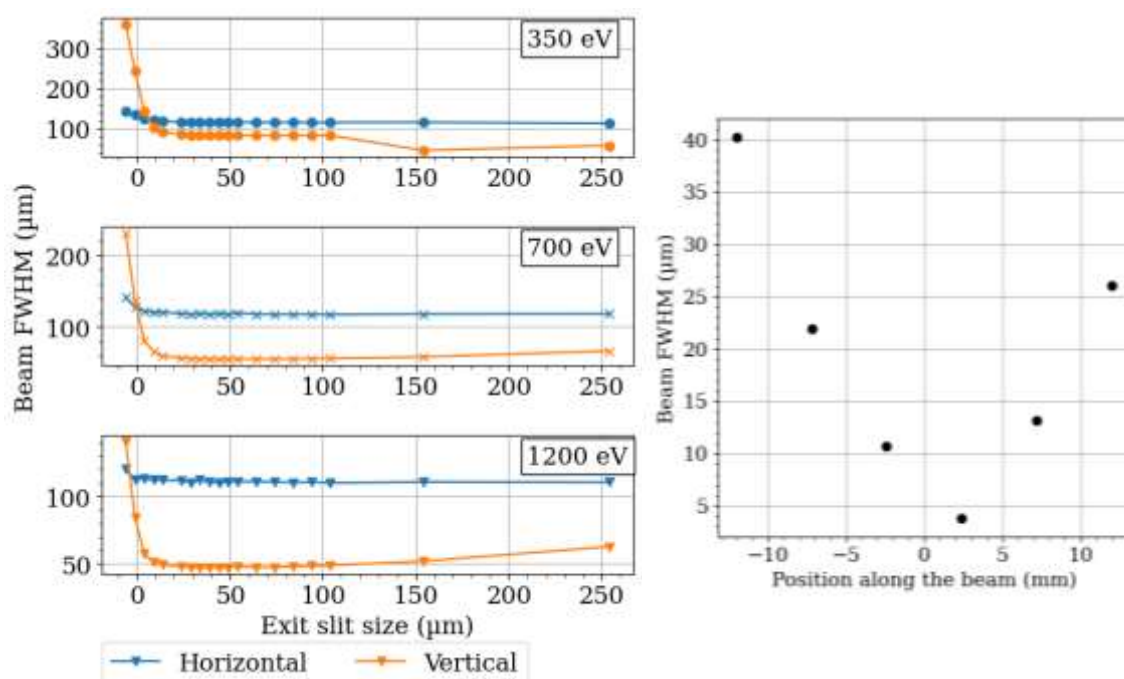 Beam FWHM (μm)
300
200
100
350 eV
0 50 100 150 200 250
200
100
700 eV
0 50 100 150 200 250
100
50
1200 eV
0 50 100 150 200 250
Exit slit size (μm)
Horizontal Vertical
Beam FWHM (μm)
40
35
30
25
20
15
10
5
−10 −5 0 5 10
Position along the beam (mm)